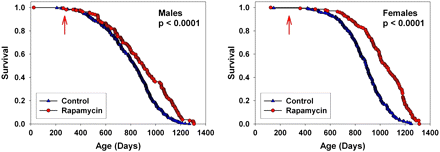 Males
p < 0.0001
Survival
1.0
0.8
0.6
0.4
0.2
0.0
Control
Rapamycin
0 200 400 600 800 1000 1200 1400
Age (Days)
Females
p < 0.0001
Survival
1.0
0.8
0.6
0.4
0.2
0.0
Control
Rapamycin
0 200 400 600 800 1000 1200 1400
Age (Days)